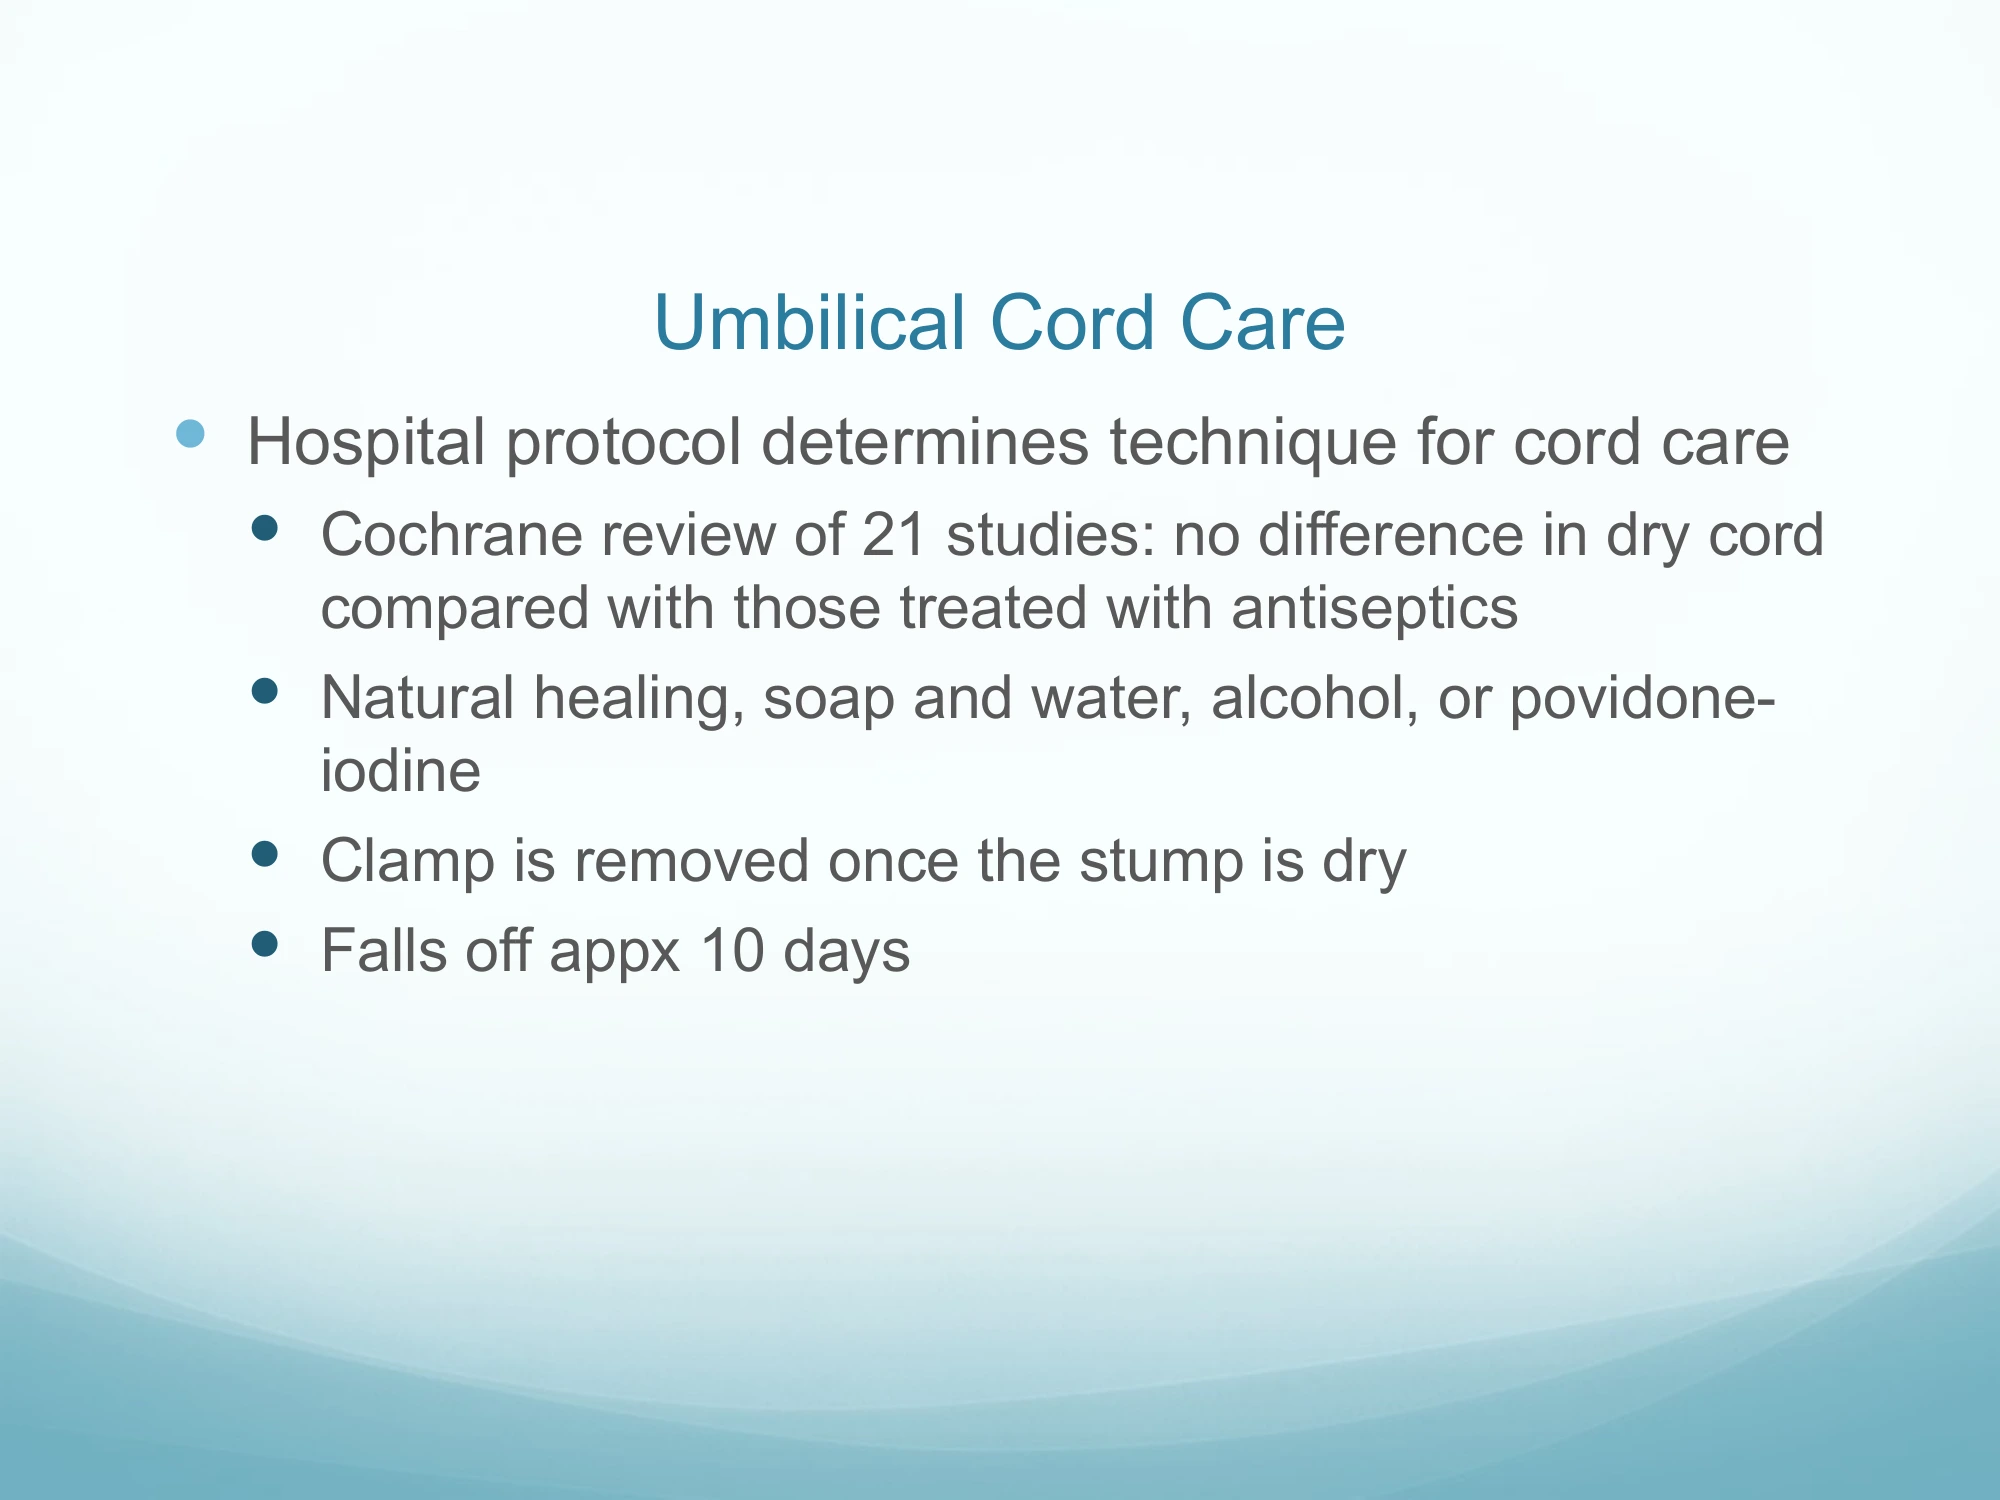 Umbilical Cord Care
Hospital protocol determines technique for cord care
Cochrane review of 21 studies: no difference in dry cord
compared with those treated with antiseptics
Natural healing, soap and water, alcohol, or povidone-
iodine
Clamp is removed once the stump is dry
Falls off appx 10 days